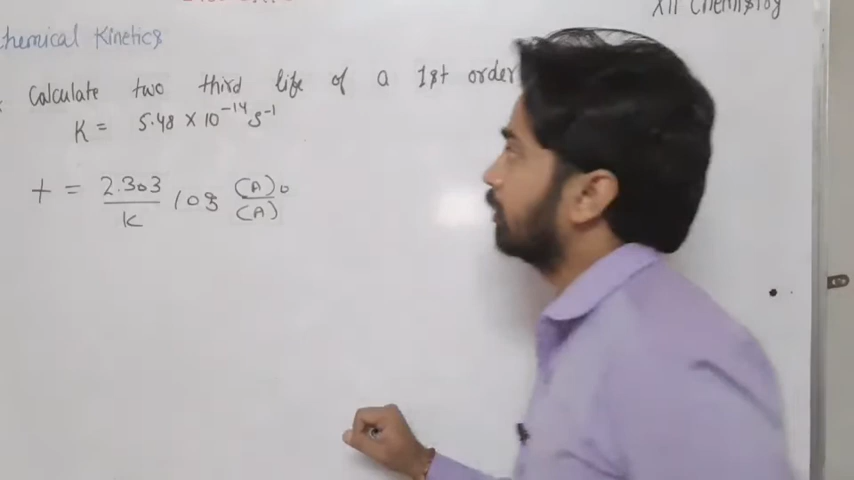 XII Chemistry
chemical Kinetics
Calculate two third life of a 1st order
K = 5.48 × 10⁻¹⁴ s⁻¹
t = 2.303/K log (A)₀/(A)